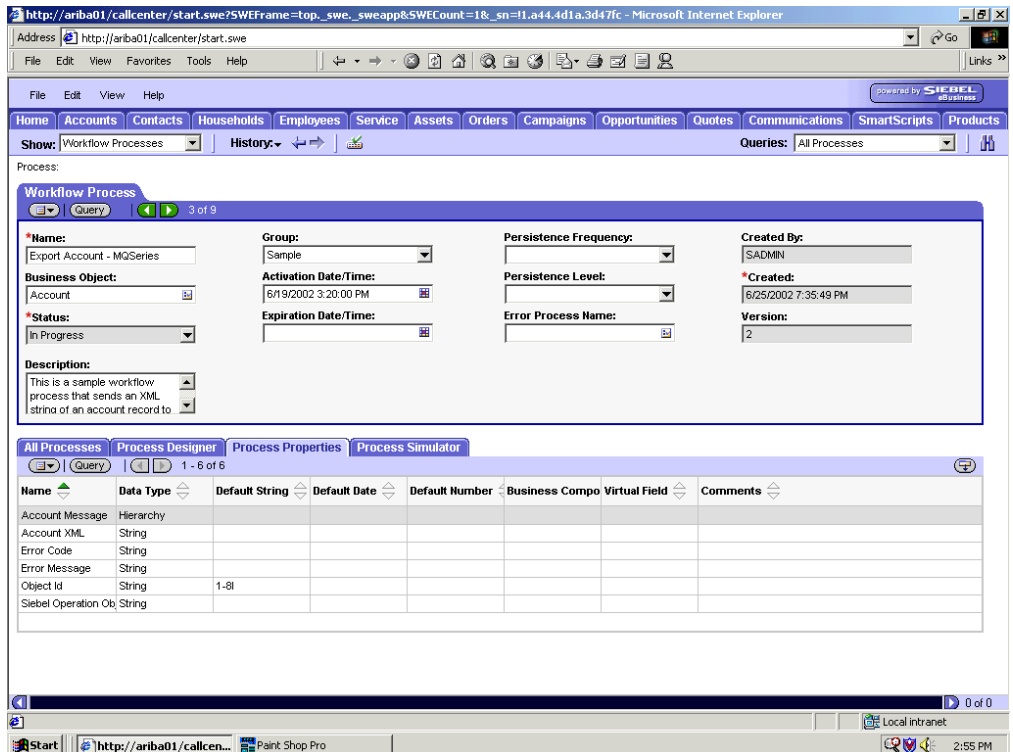 http://ariba01/callcenter/start.swe?SWEFrame=top._swe._sweapp&SWECount=1&_sn=!1.a44.4d1a.3d47fc - Microsoft Internet Explorer
Address http://ariba01/callcenter/start.swe Go
File Edit View Favorites Tools Help Links »
File Edit View Help powered by SIEBEL eBusiness
Home Accounts Contacts Households Employees Service Assets Orders Campaigns Opportunities Quotes Communications SmartScripts Products
Show: Workflow Processes History: Queries: All Processes
Process:
Workflow Process
Query 3 of 9
*Name: Group: Persistence Frequency: Created By:
Export Account - MQSeries Sample SADMIN
Business Object: Activation Date/Time: Persistence Level: *Created:
Account 6/19/2002 3:20:00 PM 6/25/2002 7:35:49 PM
*Status: Expiration Date/Time: Error Process Name: Version:
In Progress 2
Description:
This is a sample workflow
process that sends an XML
string of an account record to
All Processes Process Designer Process Properties Process Simulator
Query 1 - 6 of 6
Name Data Type Default String Default Date Default Number Business Compo Virtual Field Comments
Account Message Hierarchy
Account XML String
Error Code String
Error Message String
Object Id String 1-8I
Siebel Operation Ob String
0 of 0
Local intranet
Start http://ariba01/callcen... Paint Shop Pro 2:55 PM